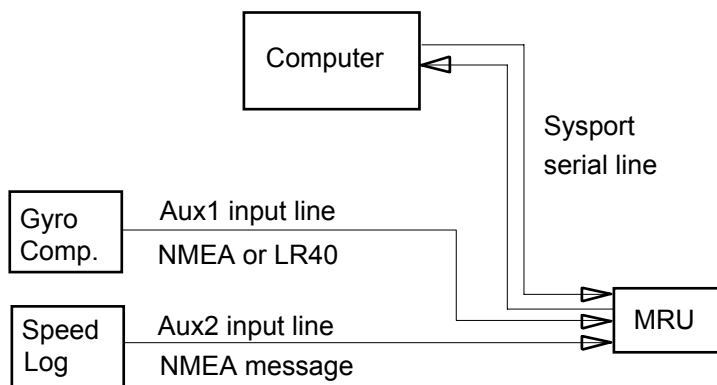 Computer
Sysport
serial line
Gyro
Comp.
Aux1 input line
NMEA or LR40
MRU
Speed
Log
Aux2 input line
NMEA message